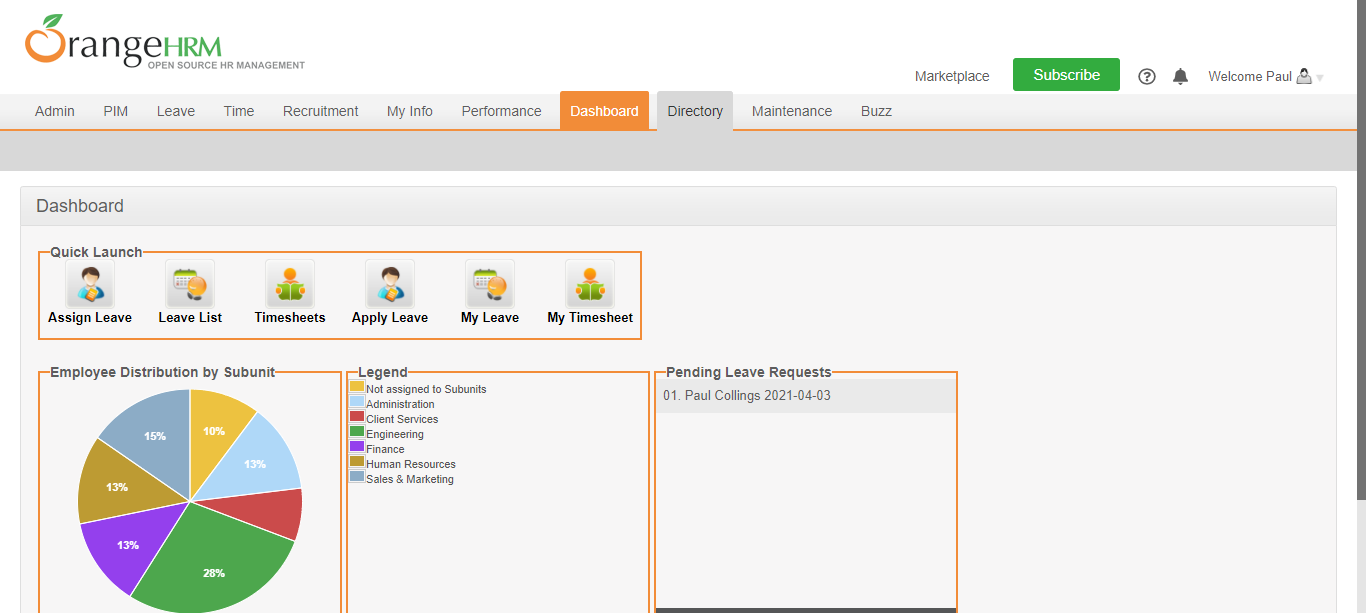 OrangeHRM
OPEN SOURCE HR MANAGEMENT
Marketplace Subscribe ? Welcome Paul
Admin PIM Leave Time Recruitment My Info Performance Dashboard Directory Maintenance Buzz
Dashboard
Quick Launch
Assign Leave Leave List Timesheets Apply Leave My Leave My Timesheet
Employee Distribution by Subunit
10%
13%
28%
13%
13%
15%
Legend
Not assigned to Subunits
Administration
Client Services
Engineering
Finance
Human Resources
Sales & Marketing
Pending Leave Requests
01. Paul Collings 2021-04-03